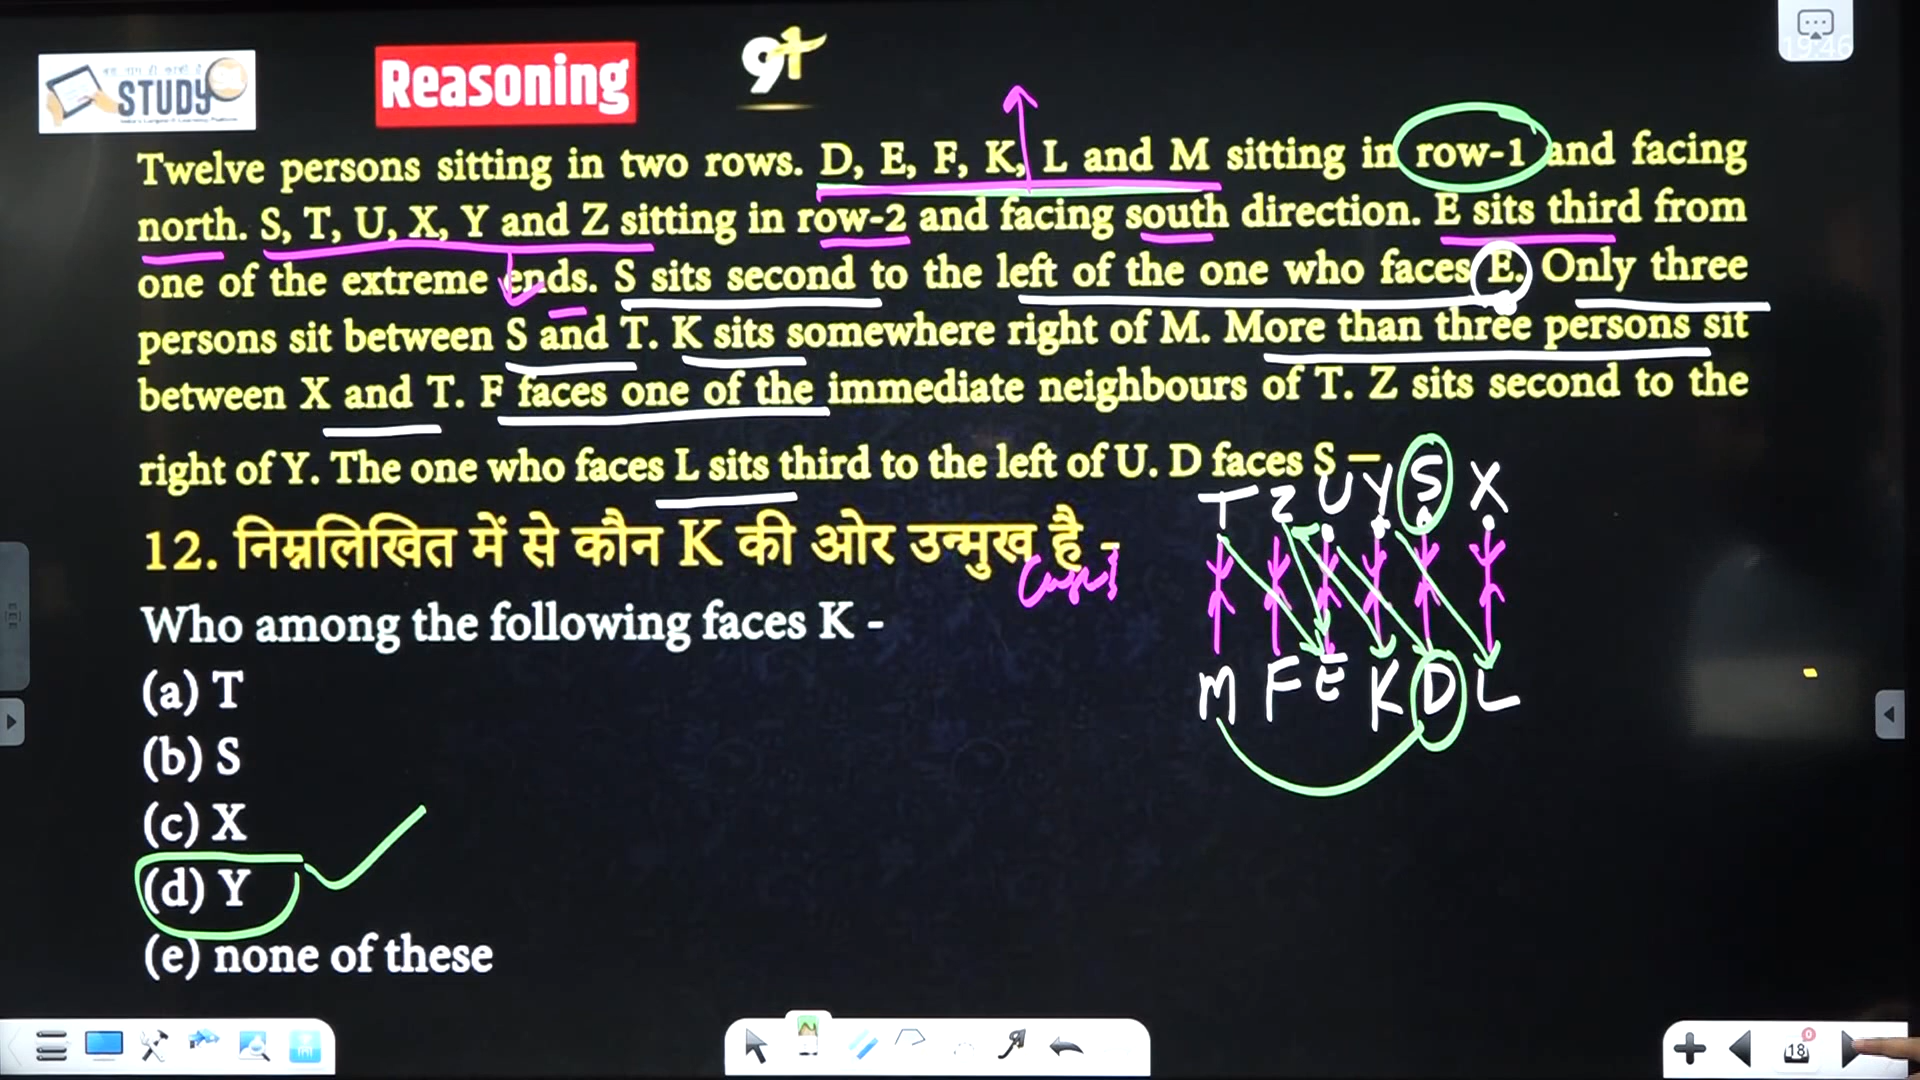 19:46
STUDY
Reasoning
91
Twelve persons sitting in two rows. D, E, F, K, L and M sitting in row-1 and facing
north. S, T, U, X, Y and Z sitting in row-2 and facing south direction. E sits third from
one of the extreme ends. S sits second to the left of the one who faces E. Only three
persons sit between S and T. K sits somewhere right of M. More than three persons sit
between X and T. F faces one of the immediate neighbours of T. Z sits second to the
right of Y. The one who faces L sits third to the left of U. D faces S –
T Z U Y S X
12. निम्नलिखित में से कौन K की ओर उन्मुख है -
Who among the following faces K -
M F E K D L
(a) T
(b) S
(c) X
(d) Y
(e) none of these
18
0